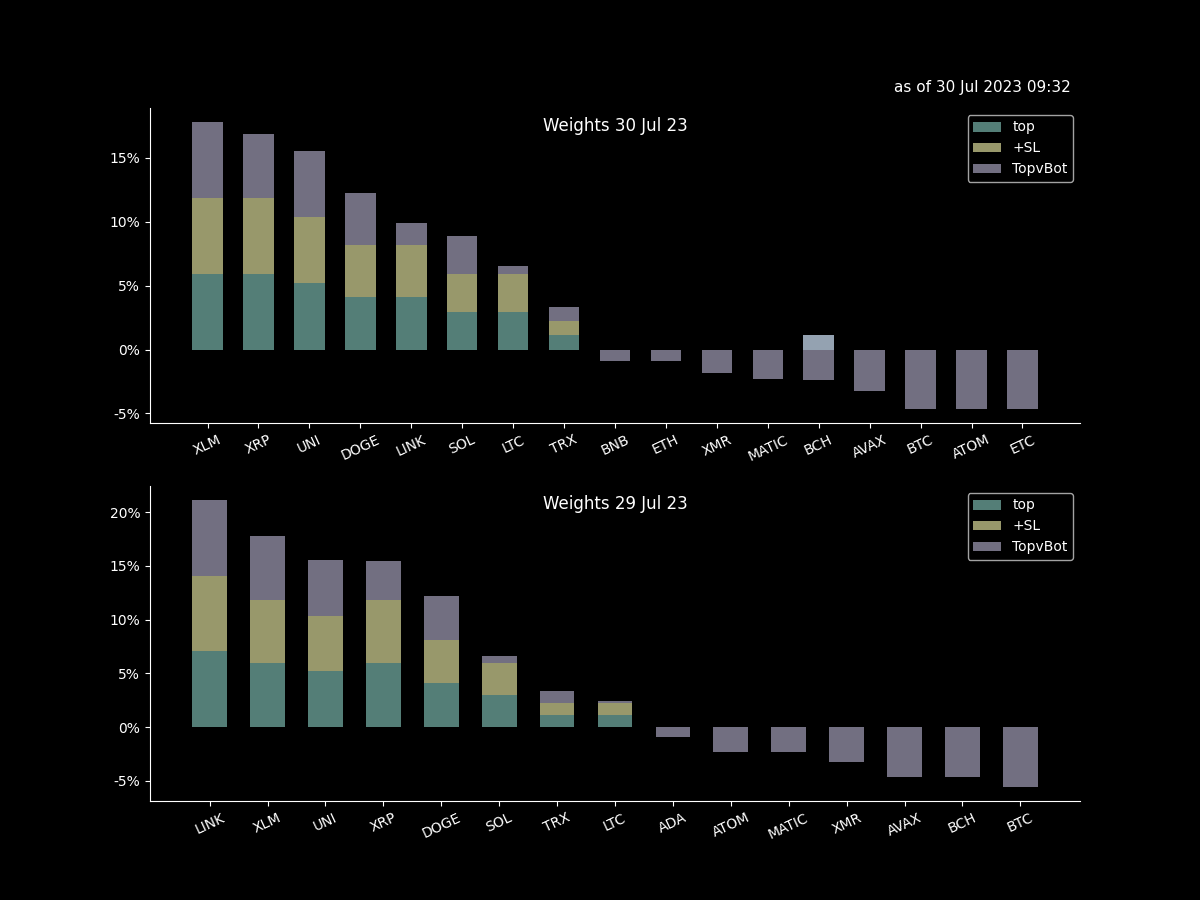 as of 30 Jul 2023 09:32
Weights 30 Jul 23
top
+SL
TopvBot
15%
10%
5%
0%
-5%
XLM XRP UNI DOGE LINK SOL LTC TRX BNB ETH XMR MATIC BCH AVAX BTC ATOM ETC
Weights 29 Jul 23
top
+SL
TopvBot
20%
15%
10%
5%
0%
-5%
LINK XLM UNI XRP DOGE SOL TRX LTC ADA ATOM MATIC XMR AVAX BCH BTC